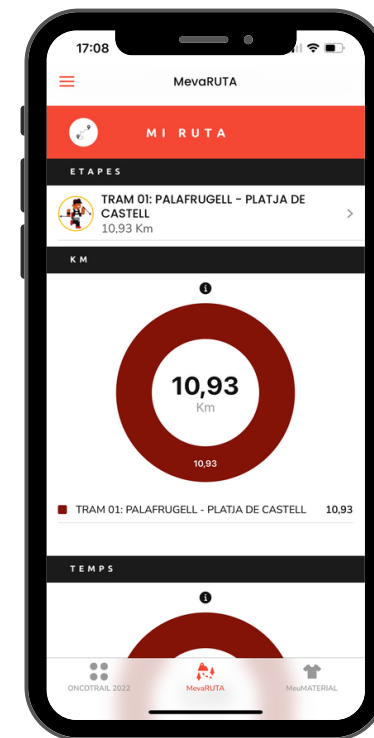 17:08
MevaRUTA
MI RUTA
ETAPES
TRAM 01: PALAFRUGELL - PLATJA DE
CASTELL
10,93 Km
KM
10,93
Km
10,93
TRAM 01: PALAFRUGELL - PLATJA DE CASTELL 10,93
TEMPS
ONCOTRAIL 2022 MevaRUTA MeuMATERIAL